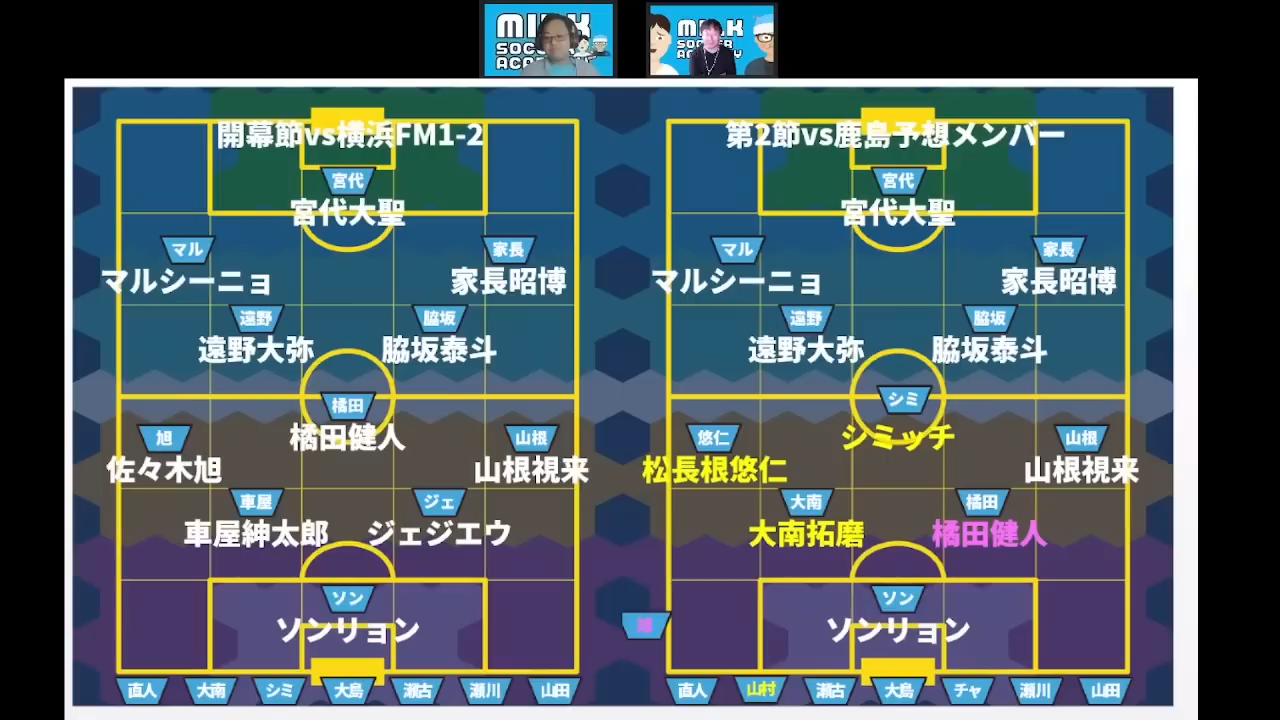 MILK
SOCCER
ACADEMY
MILK
SOCCER
ACADEMY
開幕節vs横浜FM1-2
宮代
宮代大聖
マル
マルシーニョ
家長
家長昭博
遠野
遠野大弥
脇坂
脇坂泰斗
橘田
橘田健人
旭
佐々木旭
山根
山根視来
車屋
車屋紳太郎
ジェ
ジェジエウ
ソン
ソンリョン
直人
大南
シミ
大島
瀬古
瀬川
山田
第2節vs鹿島予想メンバー
宮代
宮代大聖
マル
マルシーニョ
家長
家長昭博
遠野
遠野大弥
脇坂
脇坂泰斗
シミ
シミッチ
悠仁
松長根悠仁
山根
山根視来
大南
大南拓磨
橘田
橘田健人
ソン
ソンリョン
直人
山村
瀬古
大島
チャ
瀬川
山田